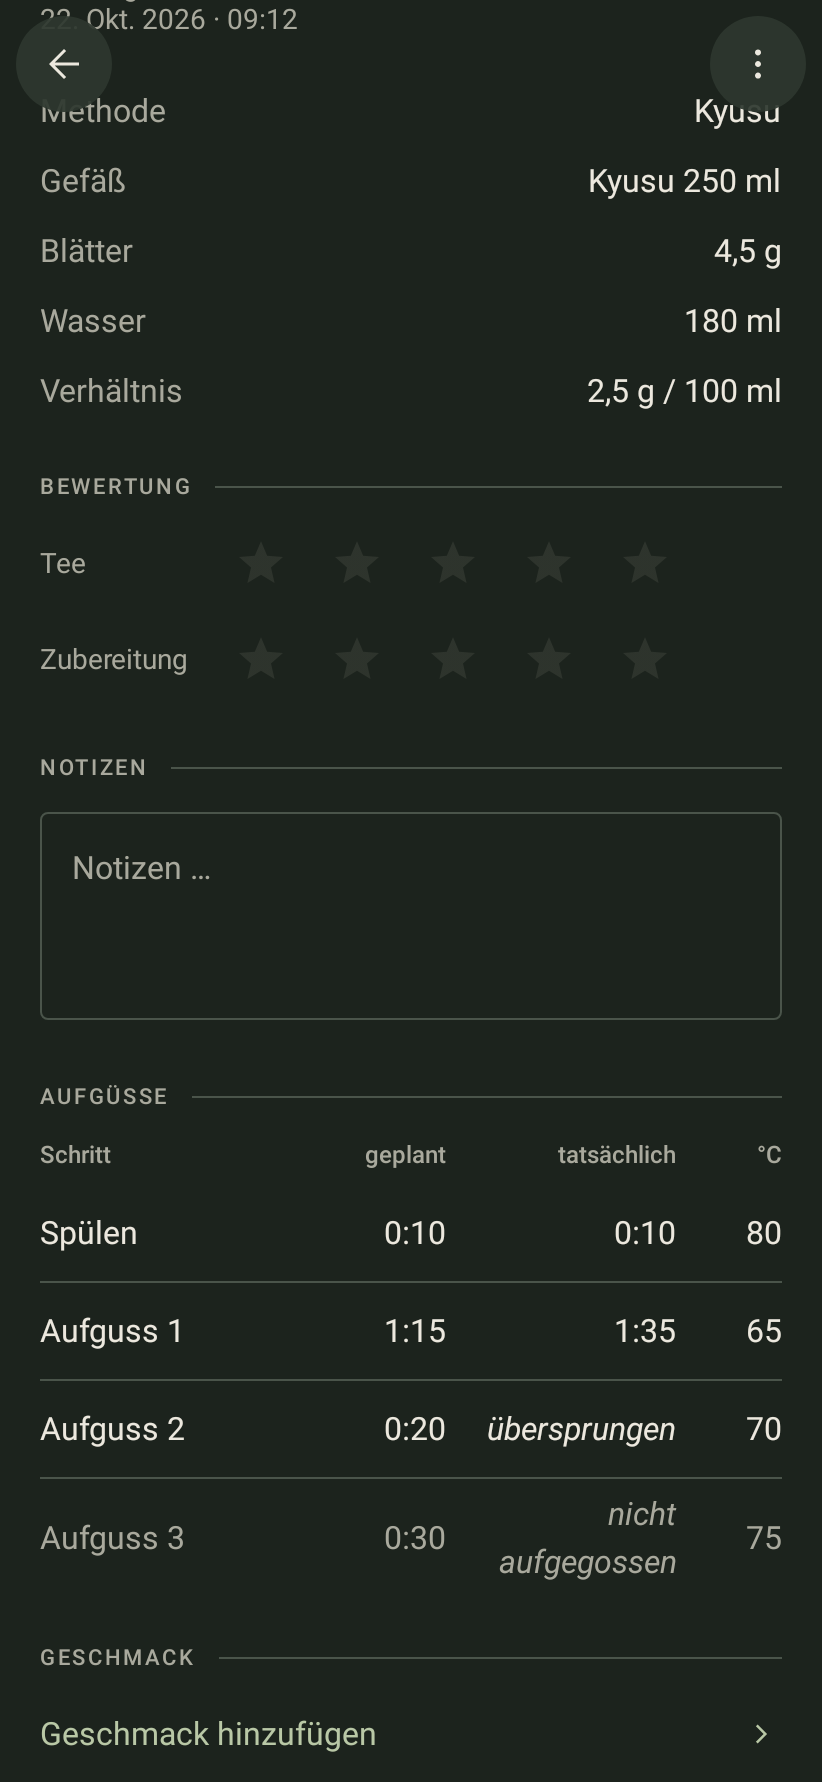 22. Okt. 2026 · 09:12
Methode Kyusu
Gefäß Kyusu 250 ml
Blätter 4,5 g
Wasser 180 ml
Verhältnis 2,5 g / 100 ml
BEWERTUNG
Tee
Zubereitung
NOTIZEN
Notizen ...
AUFGÜSSE
Schritt geplant tatsächlich °C
Spülen 0:10 0:10 80
Aufguss 1 1:15 1:35 65
Aufguss 2 0:20 übersprungen 70
Aufguss 3 0:30 nicht aufgegossen 75
GESCHMACK
Geschmack hinzufügen